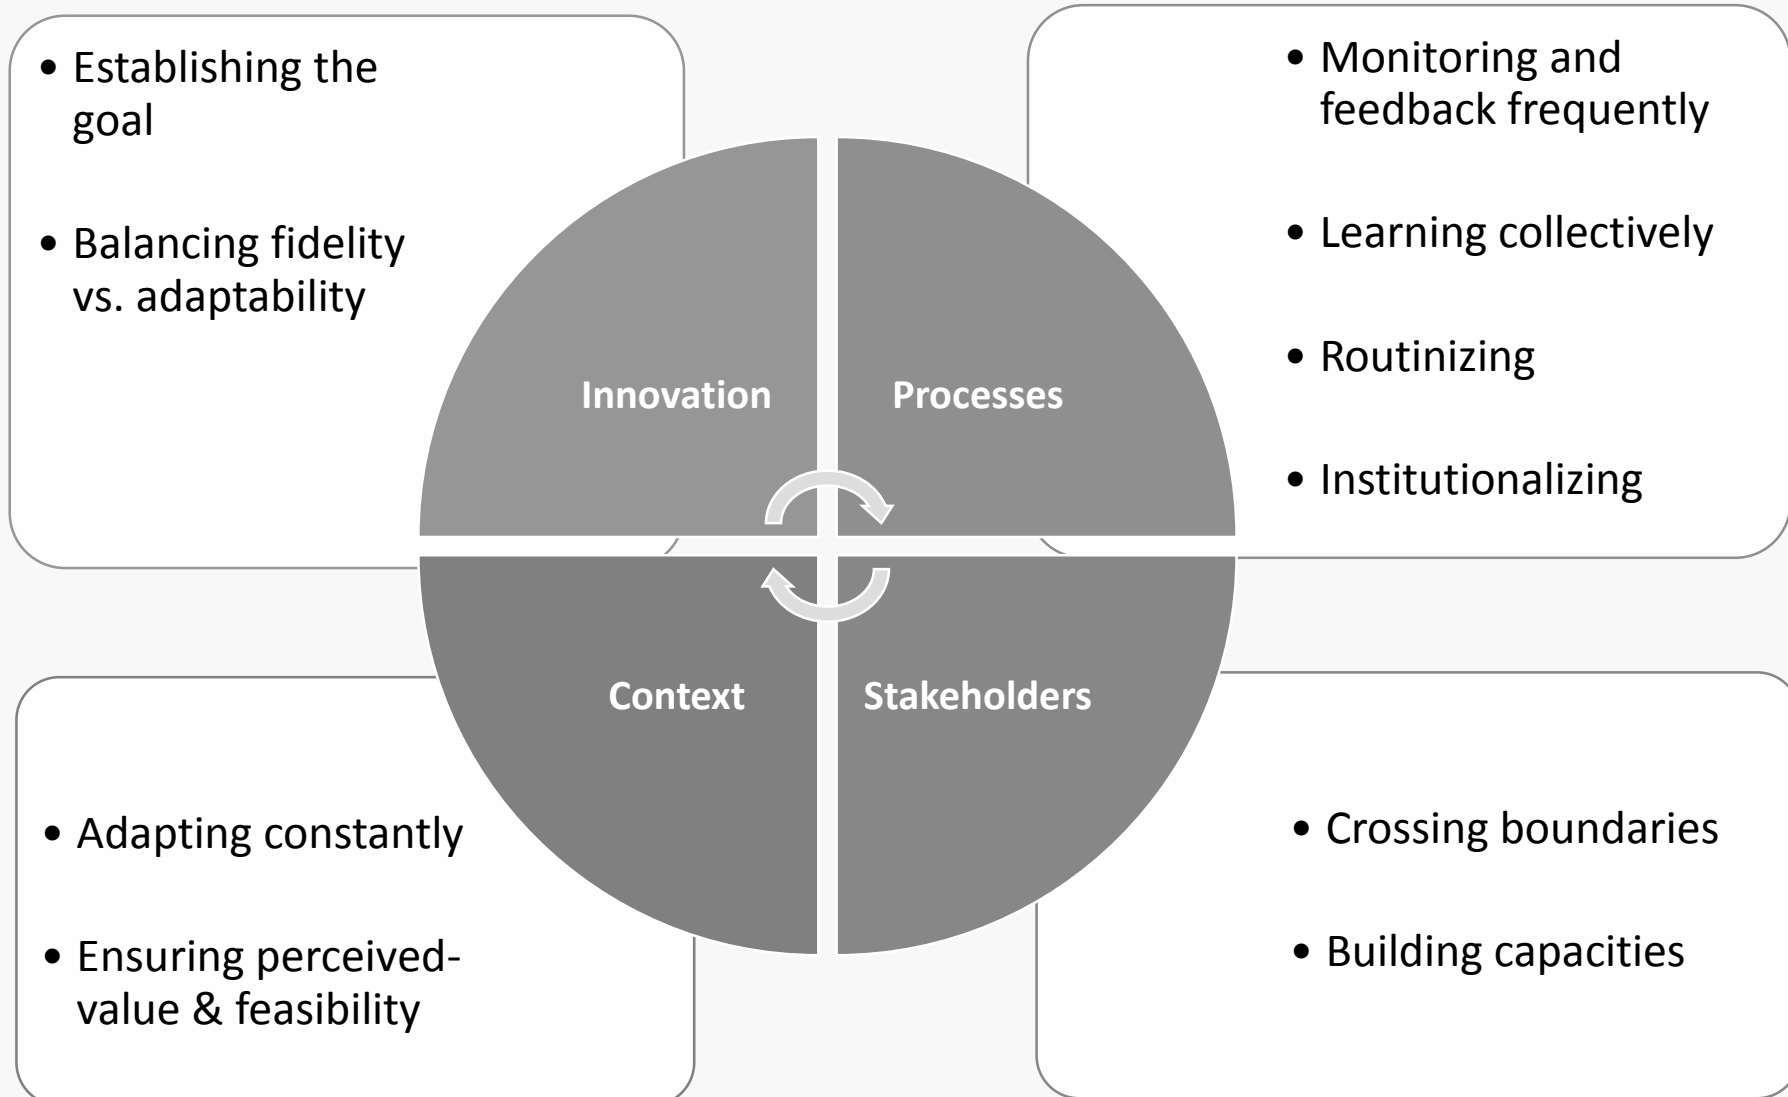 • Establishing the
goal
• Balancing fidelity
vs. adaptability
• Monitoring and
feedback frequently
• Learning collectively
• Routinizing
• Institutionalizing
Innovation
Processes
Context
Stakeholders
• Adapting constantly
• Ensuring perceived-
value & feasibility
• Crossing boundaries
• Building capacities